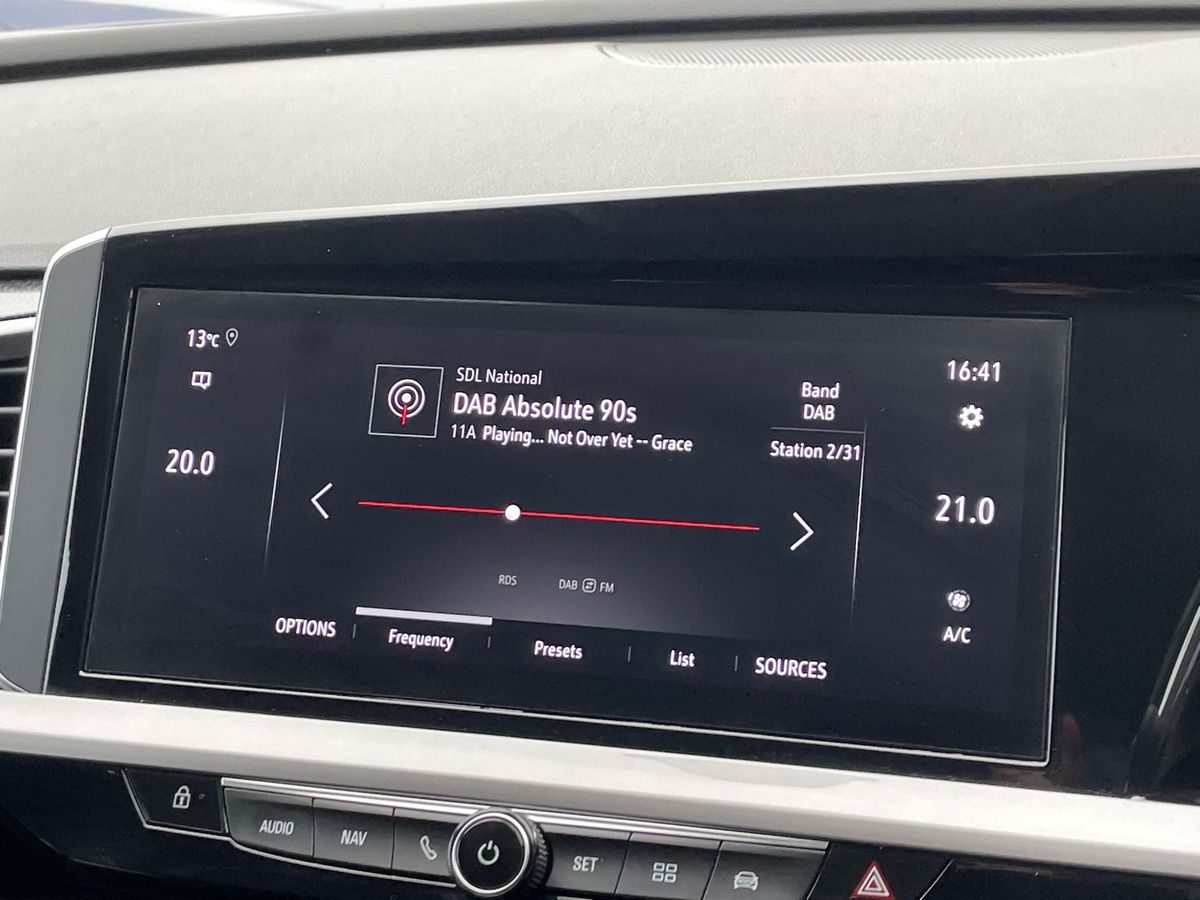 13°C
16:41
SDL National
DAB Absolute 90s
11A Playing... Not Over Yet -- Grace
Band
DAB
Station 2/31
20.0
21.0
RDS
DAB FM
A/C
OPTIONS
Frequency
Presets
List
SOURCES
AUDIO
NAV
SET